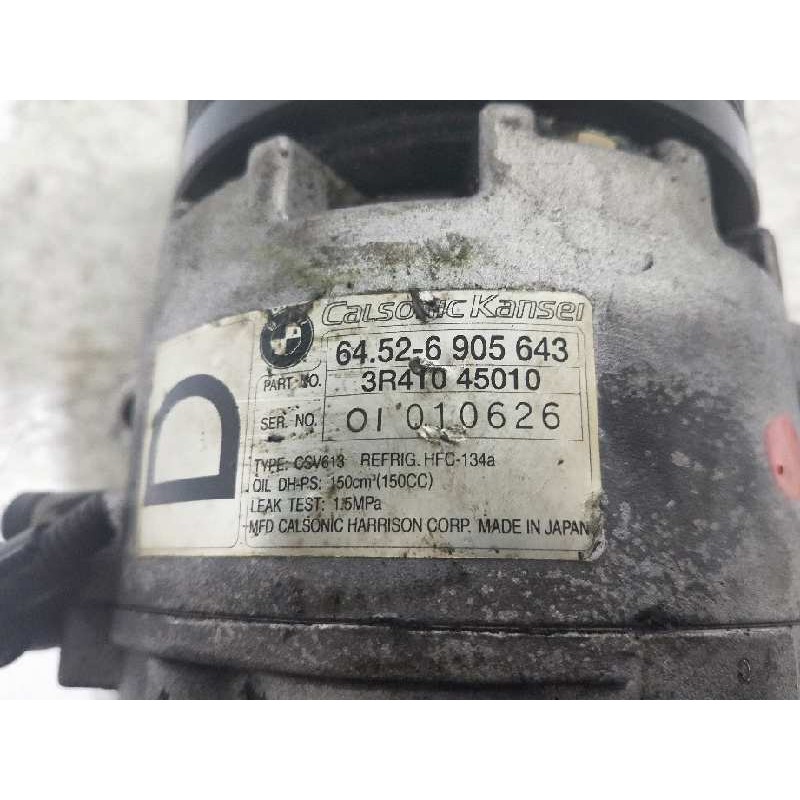 Calsonic Kansei
64.52-6 905 643
PART NO. 3R410 45010
SER. NO. 01 010626
D
TYPE: CSV613 REFRIG. HFC-134a
OIL DH-PS: 150cm³(150CC)
LEAK TEST: 1.5MPa
MFD CALSONIC HARRISON CORP. MADE IN JAPAN